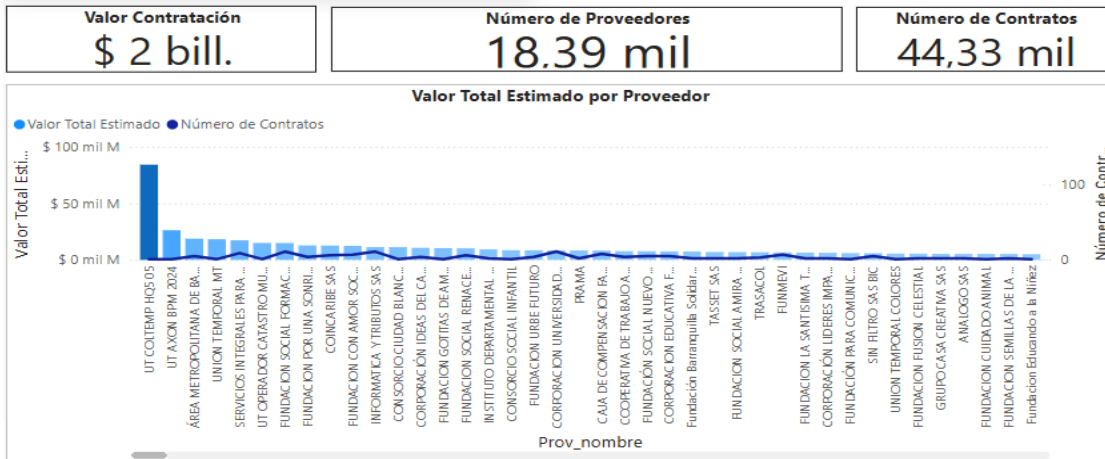 Valor Contratación
$ 2 bill.
Número de Proveedores
18,39 mil
Número de Contratos
44,33 mil
Valor Total Estimado por Proveedor
Valor Total Estimado Número de Contratos
Valor Total Esti...
$ 100 mil M
$ 50 mil M
$ 0 mil M
100
0
Número de Contr...
UT COLTEMP HQ505
UT AXON BPM 2024
ÁREA METROPOLITANA DE BA...
UNION TEMPORAL MT
SERVICIOS INTEGRALES PARA ...
UT OPERADOR CATASTRO MU...
FUNDACION SOCIAL FORMAC...
FUNDACION POR UNA SONRI...
COINCARIBE SAS
FUNDACION CON AMOR SOC...
INFORMATICA Y TRIBUTOS SAS
CONSORCIO CIUDAD BLANC...
CORPORACIÓN IDEAS DEL CA...
FUNDACION GOTITAS DE AM...
FUNDACION SOCIAL RENACE...
INSTITUTO DEPARTAMENTAL ...
CONSORCIO SOCIAL INFANTIL
FUNDACION URBE FUTURO
CORPORACION UNIVERSIDAD...
PRAMA
CAJA DE COMPENSACION FA...
COOPERATIVA DE TRABAJO A...
FUNDACIÓN SOCIAL NUEVO ...
CORPORACION EDUCATIVA F...
Fundación Barranquilla Solidar...
TASSET SAS
FUNDACION SOCIAL AMIRA ...
TRASACOL
FUNMEVI
FUNDACION LA SANTISIMA T...
CORPORACIÓN LIDERES IMPA...
FUNDACIÓN PARA COMUNIC...
SIN FILTRO SAS BIC
UNION TEMPORAL COLORES
FUNDACION FUSION CELESTIAL
GRUPO CASA CREATIVA SAS
ANALOGO SAS
FUNDACION CUIDADO ANIMAL
FUNDACION SEMILLAS DE LA ...
Fundacion Educando a la Niñez
Prov_nombre